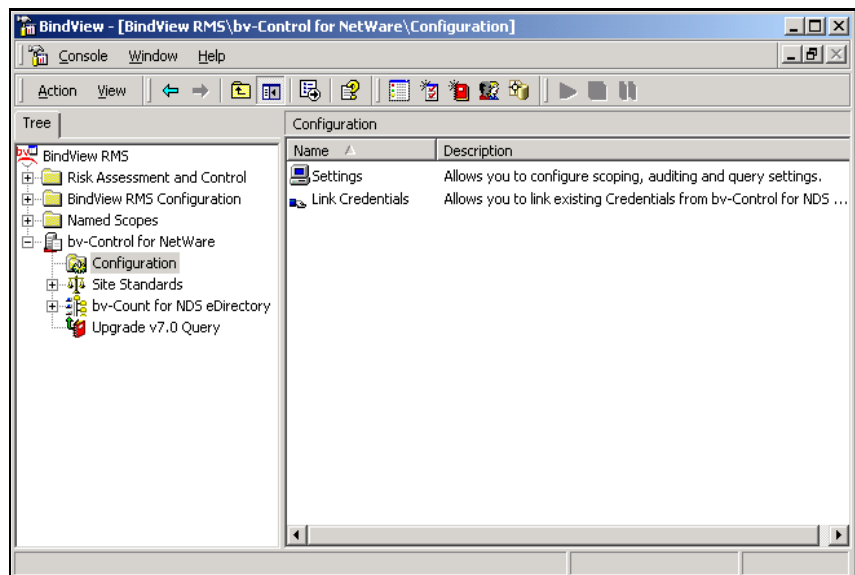 BindView - [BindView RMS\bv-Control for NetWare\Configuration]
Console Window Help
Action View
Tree
Configuration
BindView RMS
Risk Assessment and Control
BindView RMS Configuration
Named Scopes
bv-Control for NetWare
Configuration
Site Standards
bv-Count for NDS eDirectory
Upgrade v7.0 Query
Name Description
Settings Allows you to configure scoping, auditing and query settings.
Link Credentials Allows you to link existing Credentials from bv-Control for NDS ...